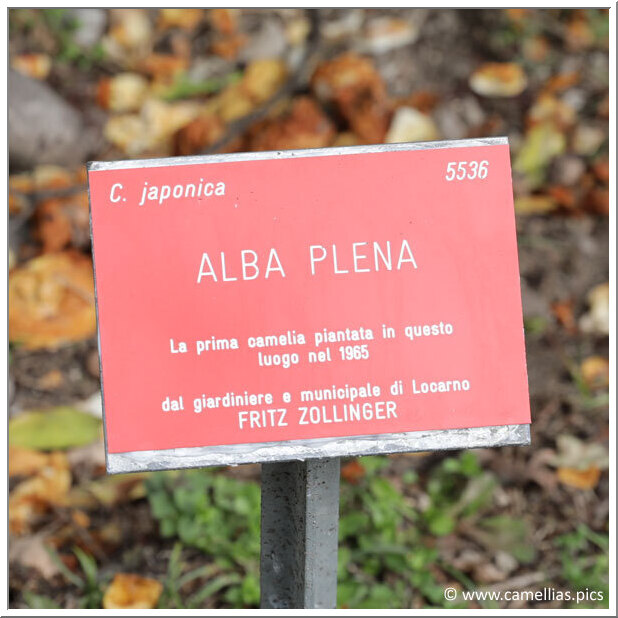 C. japonica 5536
ALBA PLENA
La prima camelia piantata in questo
luogo nel 1965
dal giardiniere e municipale di Locarno
FRITZ ZOLLINGER
© www.camellias.pics